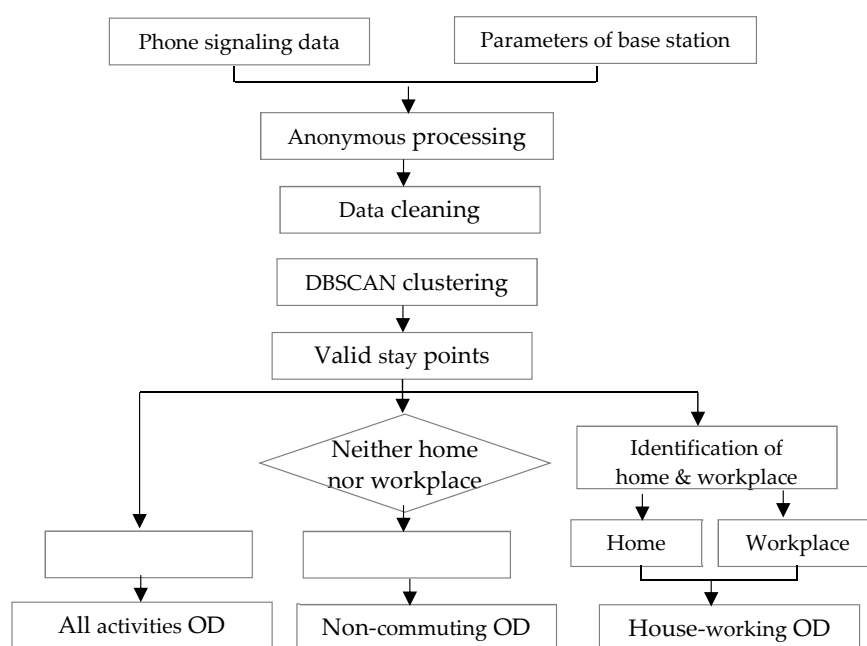 Phone signaling data
Parameters of base station
Anonymous processing
Data cleaning
DBSCAN clustering
Valid stay points
Neither home
nor workplace
Identification of
home & workplace
Home
Workplace
All activities OD
Non-commuting OD
House-working OD